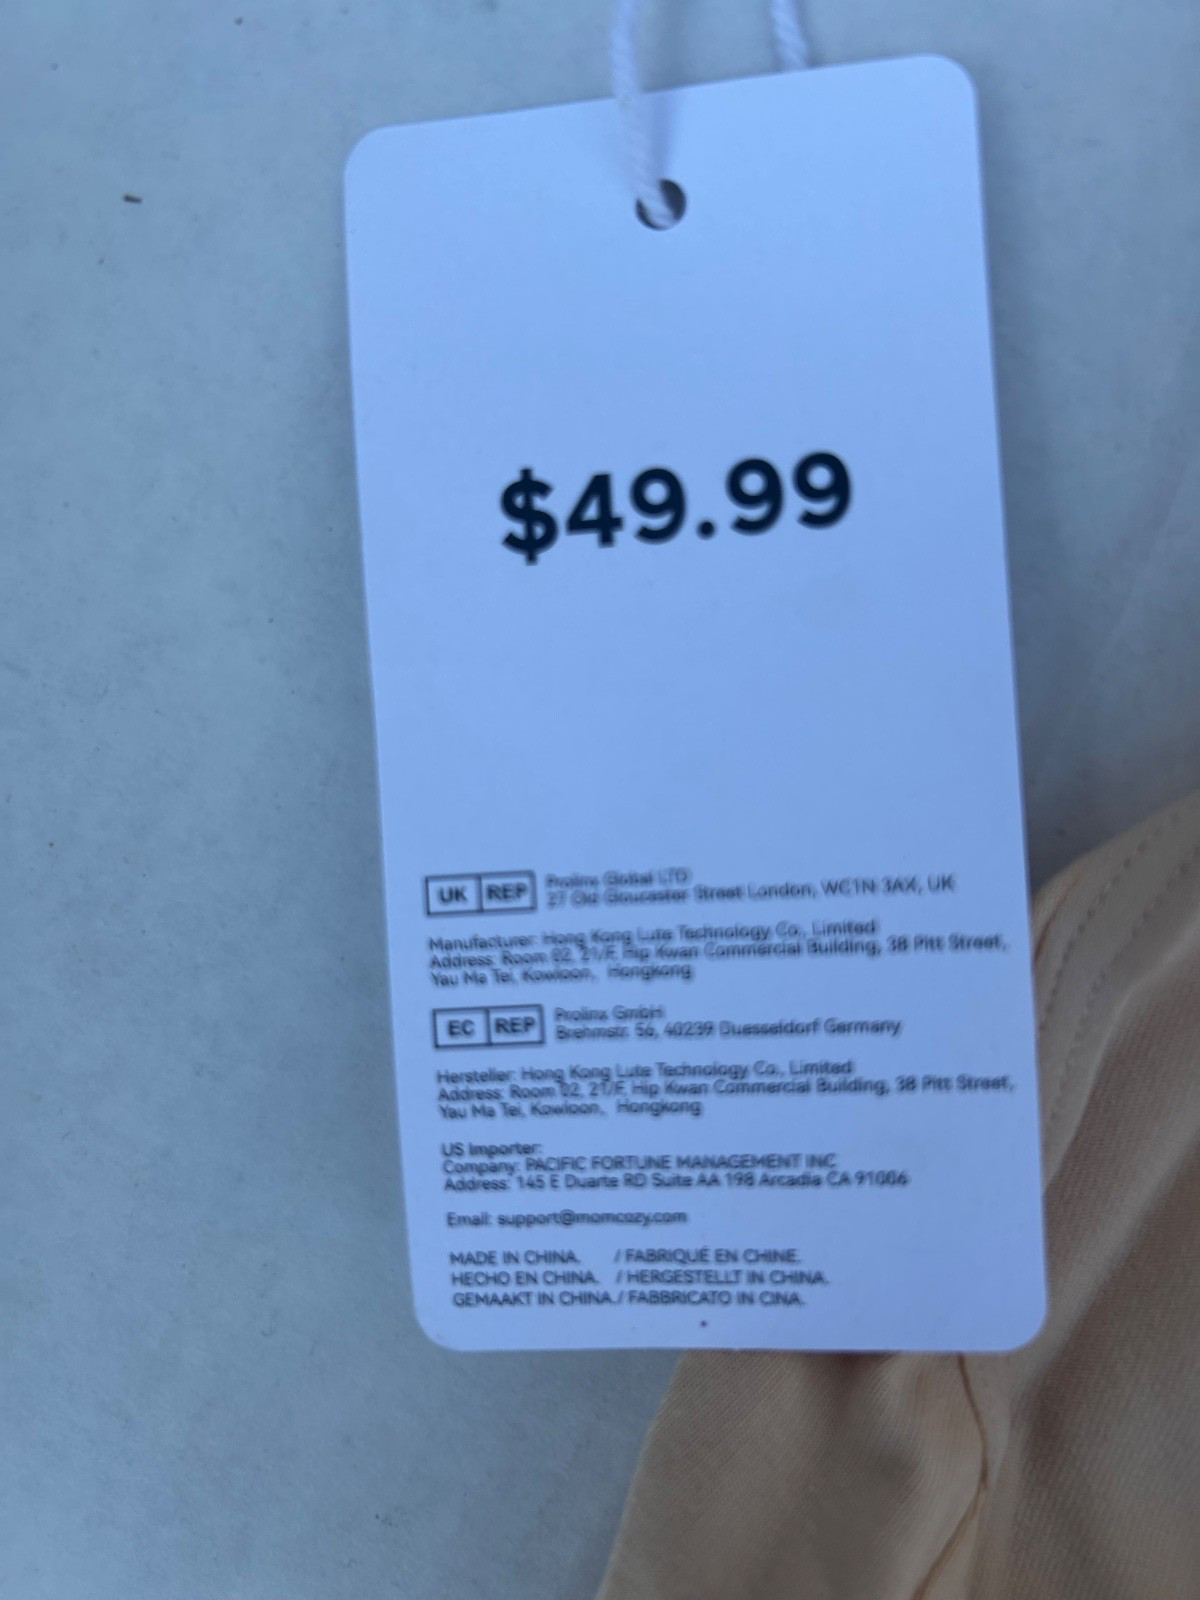 $49.99
UK REP
Prolinx Global LTD
27 Old Gloucester Street London, WC1N 3AX, UK
Manufacturer: Hong Kong Lute Technology Co., Limited
Address: Room 02, 21/F, Hip Kwan Commercial Building, 38 Pitt Street,
Yau Ma Tei, Kowloon, Hongkong
EC REP
Prolinx GmbH
Brehmstr. 56, 40239 Duesseldorf Germany
Hersteller: Hong Kong Lute Technology Co., Limited
Address: Room 02, 21/F, Hip Kwan Commercial Building, 38 Pitt Street,
Yau Ma Tei, Kowloon, Hongkong
US Importer:
Company: PACIFIC FORTUNE MANAGEMENT INC
Address: 145 E Duarte RD Suite AA 198 Arcadia CA 91006
Email: support@momcozy.com
MADE IN CHINA. / FABRIQUÉ EN CHINE.
HECHO EN CHINA. / HERGESTELLT IN CHINA.
GEMAAKT IN CHINA./ FABBRICATO IN CINA.